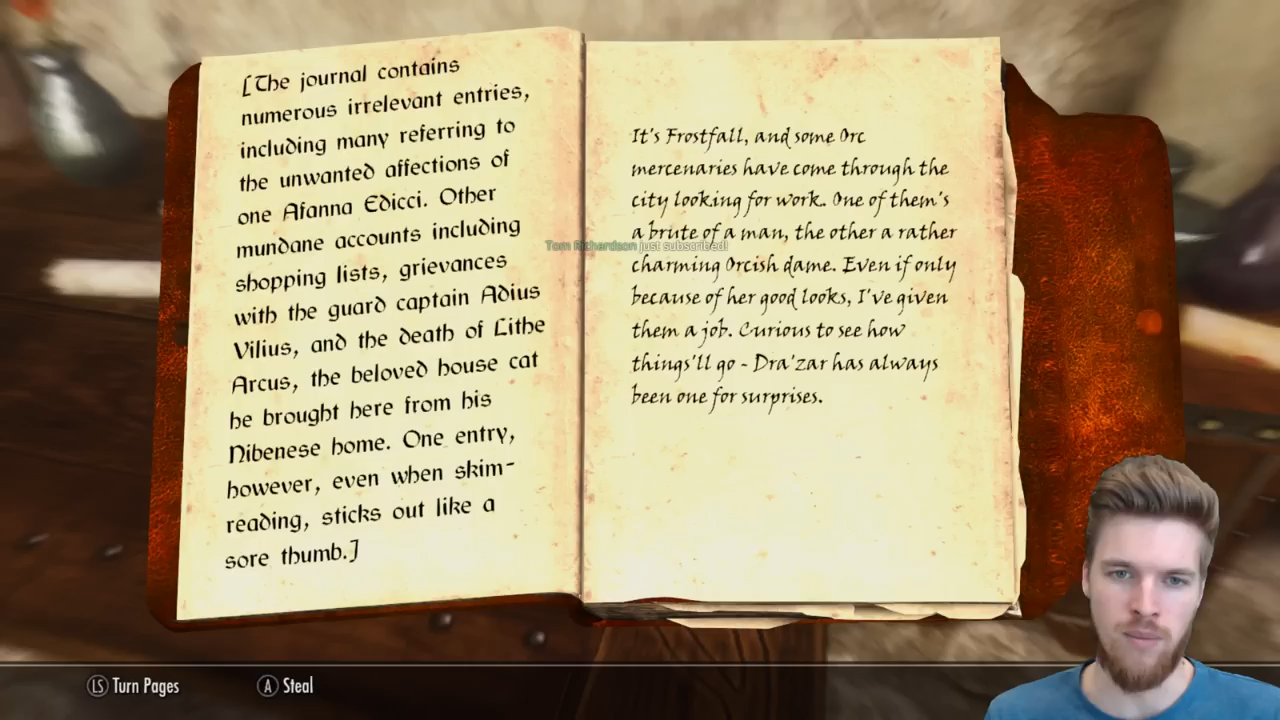 [The journal contains
numerous irrelevant entries,
including many referring to
the unwanted affections of
one Afanna Edicci. Other
mundane accounts including
shopping lists, grievances
with the guard captain Adius
Vilius, and the death of Lithe
Arcus, the beloved house cat
he brought here from his
Nibenese home. One entry,
however, even when skim-
reading, sticks out like a
sore thumb.]
It's Frostfall, and some Orc
mercenaries have come through the
city looking for work. One of them's
a brute of a man, the other a rather
charming Orcish dame. Even if only
because of her good looks, I've given
them a job. Curious to see how
things'll go - Dra'zar has always
been one for surprises.
Tom Richardson just subscribed!
LS Turn Pages
A Steal